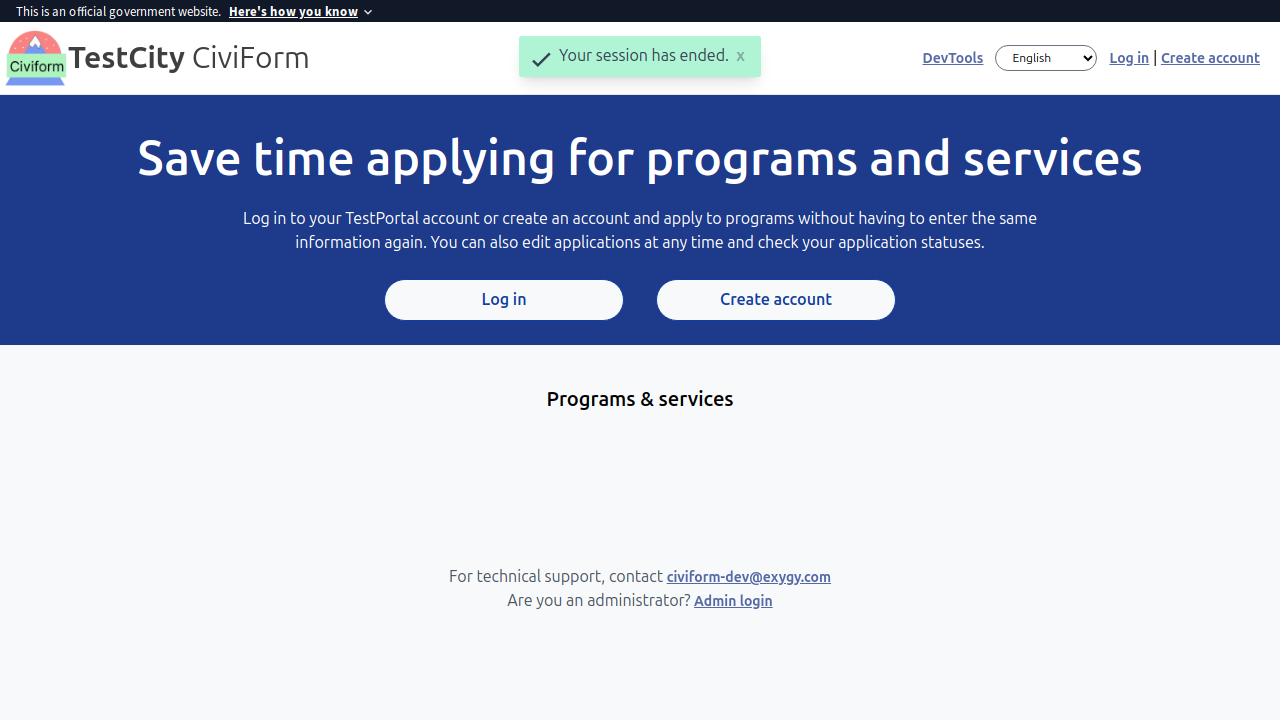 This is an official government website. Here's how you know
Civiform
TestCity CiviForm
Your session has ended. x
DevTools English Log in | Create account
Save time applying for programs and services
Log in to your TestPortal account or create an account and apply to programs without having to enter the same
information again. You can also edit applications at any time and check your application statuses.
Log in Create account
Programs & services
For technical support, contact civiform-dev@exygy.com
Are you an administrator? Admin login